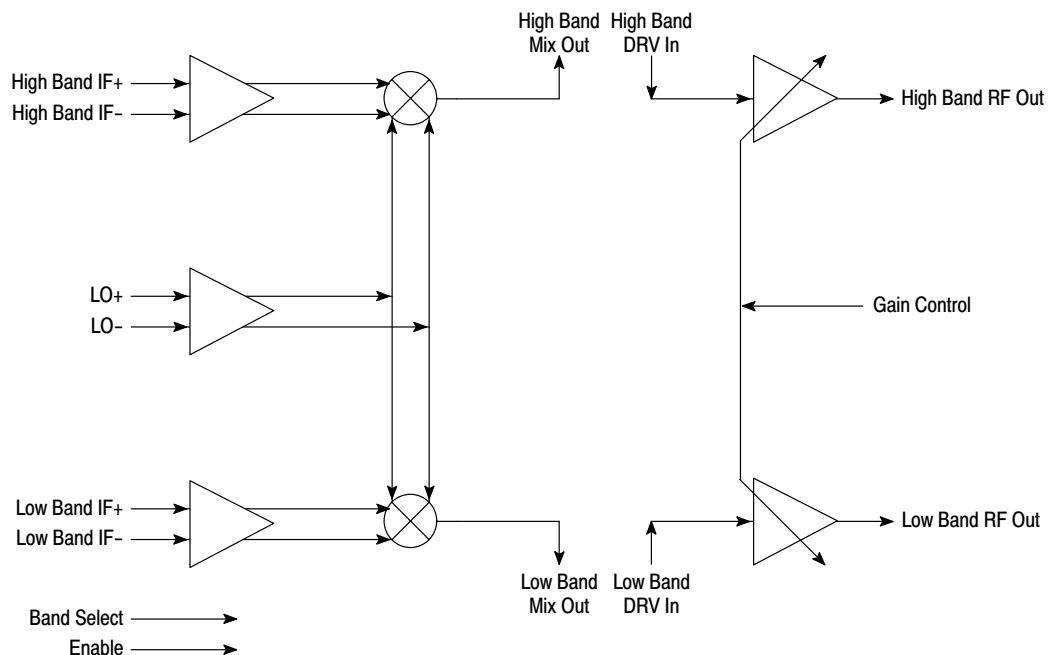 High Band
Mix Out
High Band
DRV In
High Band IF+
High Band IF−
High Band RF Out
LO+
LO−
Gain Control
Low Band IF+
Low Band IF−
Low Band RF Out
Low Band
Mix Out
Low Band
DRV In
Band Select
Enable